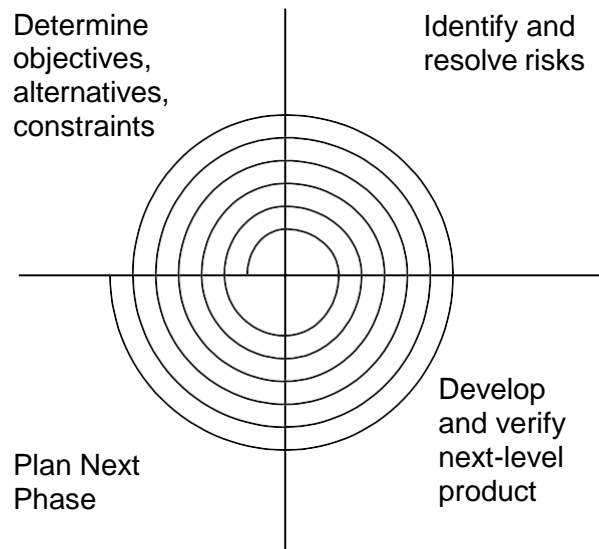 Determine
objectives,
alternatives,
constraints
Identify and
resolve risks
Develop
and verify
next-level
product
Plan Next
Phase